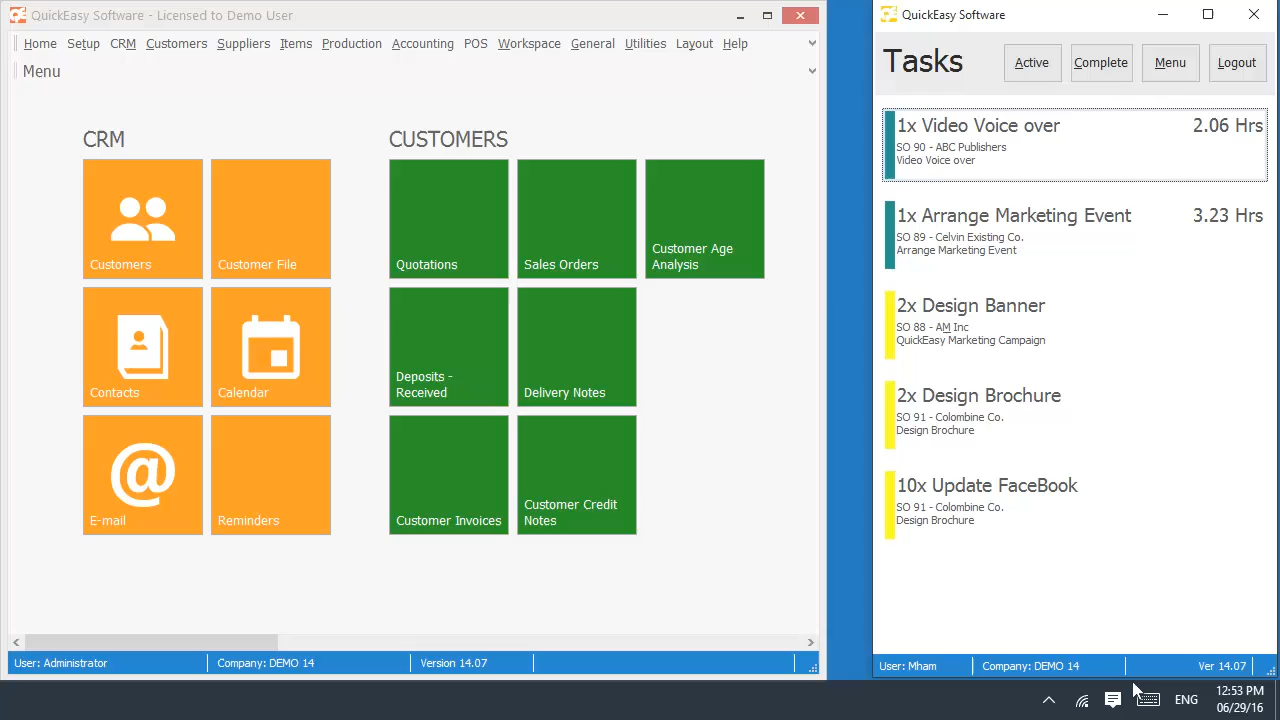 QuickEasy Software - Licensed to Demo User
Home Setup CRM Customers Suppliers Items Production Accounting POS Workspace General Utilities Layout Help
Menu
CRM
CUSTOMERS
Customers
Customer File
Quotations
Sales Orders
Customer Age
Analysis
Contacts
Calendar
Deposits -
Received
Delivery Notes
@
E-mail
Reminders
Customer Invoices
Customer Credit
Notes
User: Administrator
Company: DEMO 14
Version 14.07
QuickEasy Software
Tasks
Active
Complete
Menu
Logout
1x Video Voice over 2.06 Hrs
SO 90 - ABC Publishers
Video Voice over
1x Arrange Marketing Event 3.23 Hrs
SO 89 - Celvin Existing Co.
Arrange Marketing Event
2x Design Banner
SO 88 - AM Inc
QuickEasy Marketing Campaign
2x Design Brochure
SO 91 - Colombine Co.
Design Brochure
10x Update FaceBook
SO 91 - Colombine Co.
Design Brochure
User: Mham
Company: DEMO 14
Ver 14.07
ENG
12:53 PM
06/29/16